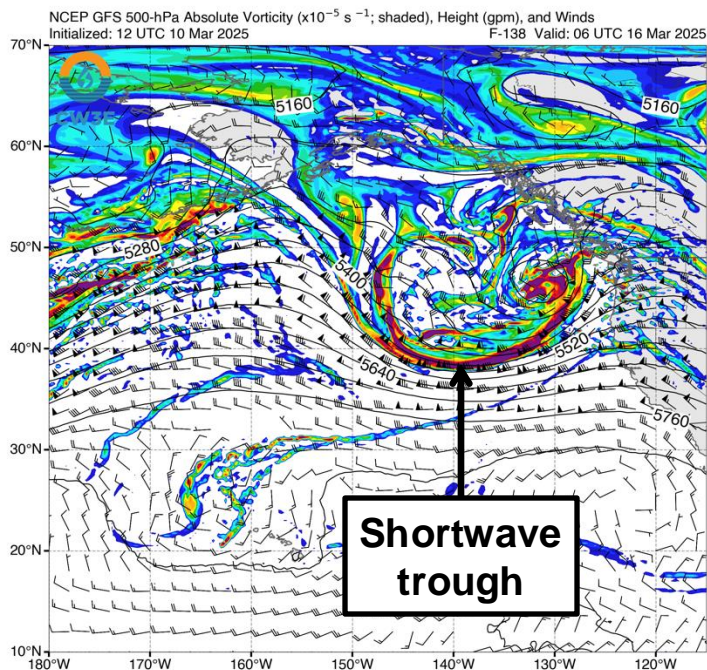 NCEP GFS 500-hPa Absolute Vorticity (x10⁻⁵ s ⁻¹; shaded), Height (gpm), and Winds
Initialized: 12 UTC 10 Mar 2025 F-138 Valid: 06 UTC 16 Mar 2025
70°N
CW3E
5160
5160
60°N
50°N
5280
5400
40°N
5520
5640
5760
30°N
Shortwave
trough
20°N
10°N
180°W 170°W 160°W 150°W 140°W 130°W 120°W